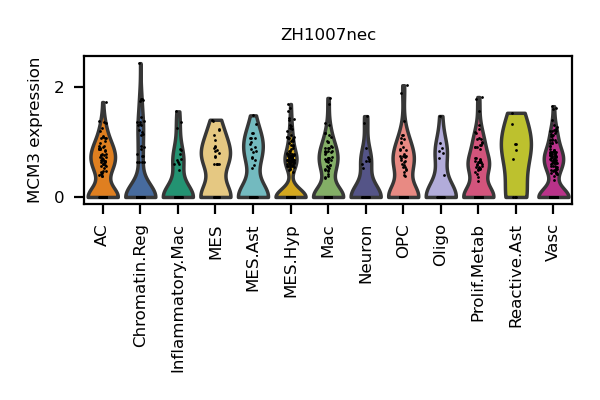 ZH1007nec
MCM3 expression
2
0
AC
Chromatin.Reg
Inflammatory.Mac
MES
MES.Ast
MES.Hyp
Mac
Neuron
OPC
Oligo
Prolif.Metab
Reactive.Ast
Vasc